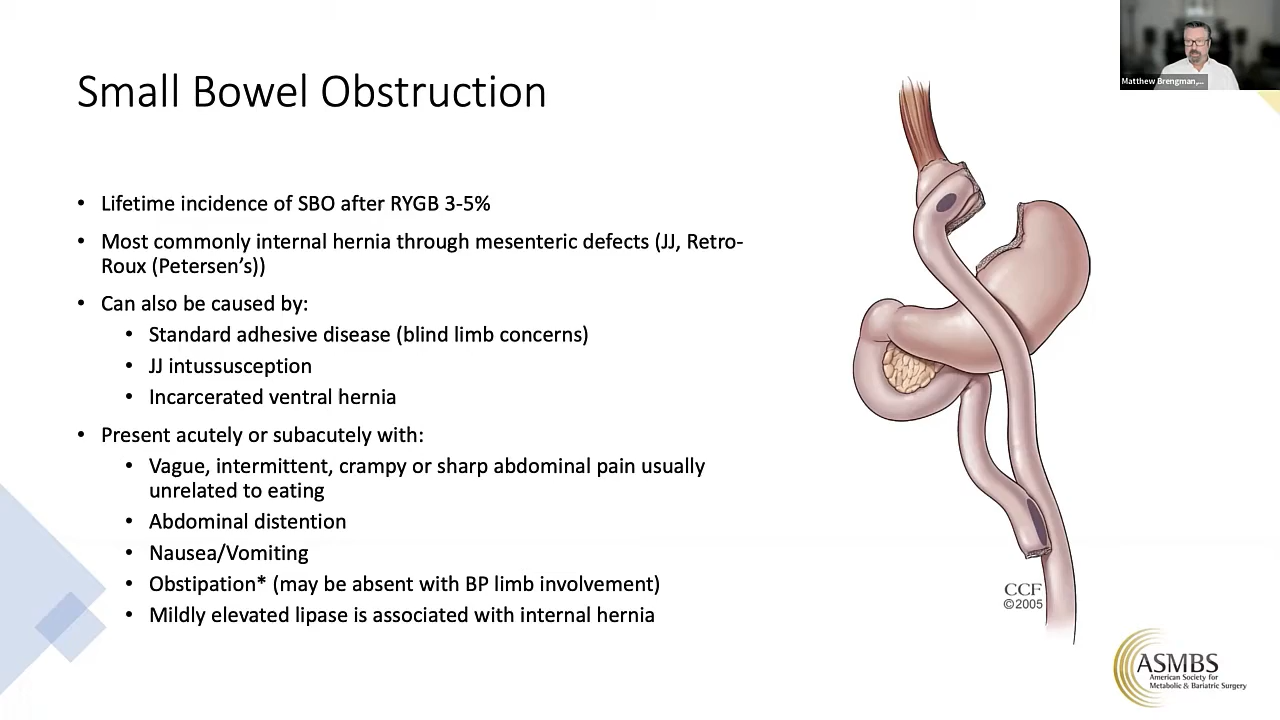 Matthew Brengman,...
Small Bowel Obstruction
• Lifetime incidence of SBO after RYGB 3-5%
• Most commonly internal hernia through mesenteric defects (JJ, Retro-
Roux (Petersen’s))
• Can also be caused by:
• Standard adhesive disease (blind limb concerns)
• JJ intussusception
• Incarcerated ventral hernia
• Present acutely or subacutely with:
• Vague, intermittent, crampy or sharp abdominal pain usually
unrelated to eating
• Abdominal distention
• Nausea/Vomiting
• Obstipation* (may be absent with BP limb involvement)
• Mildly elevated lipase is associated with internal hernia
CCF
©2005
ASMBS
American Society for
Metabolic & Bariatric Surgery